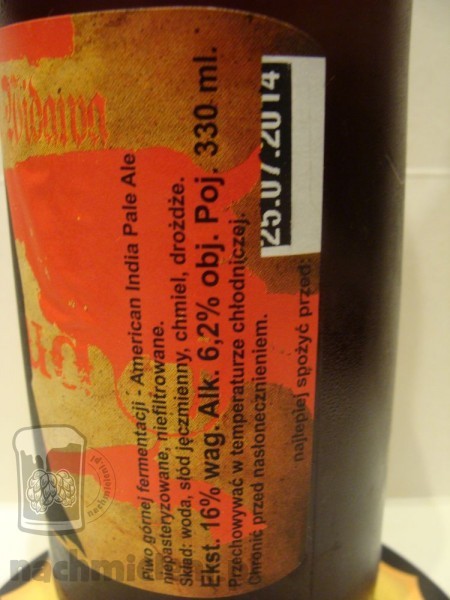 Widawa
Piwo górnej fermentacji - American India Pale Ale
niepasteryzowane, niefiltrowane.
Skład: woda, słód jęczmienny, chmiel, drożdże.
Ekst. 16% wag. Alk. 6,2% obj. Poj. 330 ml.
Przechowywać w temperaturze chłodniczej.
Chronić przed nasłonecznieniem.
najlepiej spożyć przed:
25.07.2014